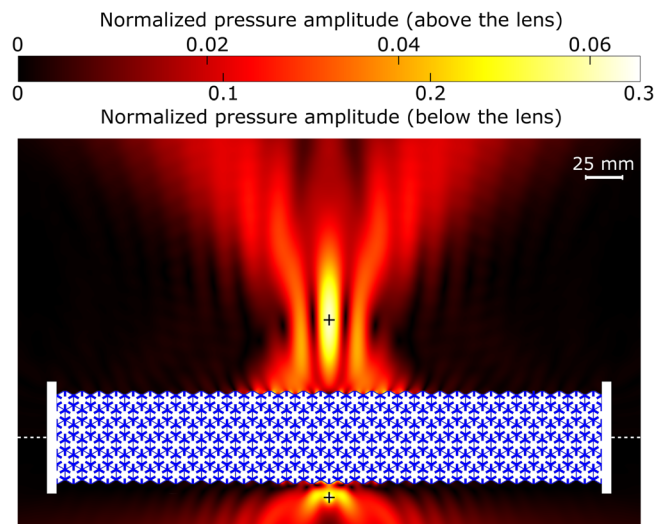 Normalized pressure amplitude (above the lens)
0 0.02 0.04 0.06
0 0.1 0.2 0.3
Normalized pressure amplitude (below the lens)
25 mm